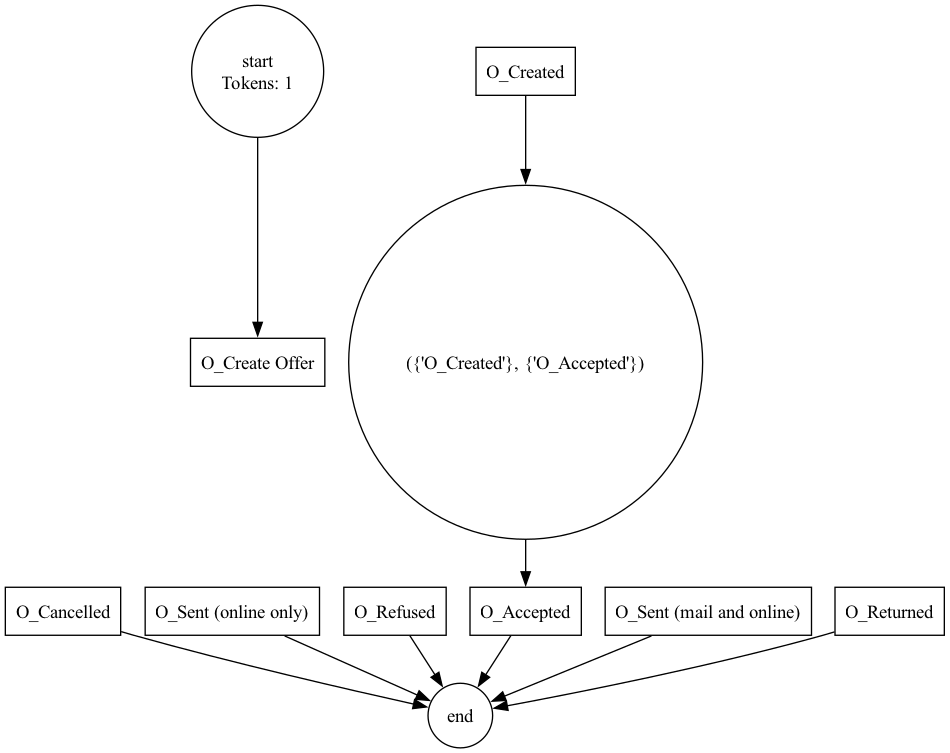 start
Tokens: 1
O_Created
O_Create Offer
({'O_Created'}, {'O_Accepted'})
O_Cancelled
O_Sent (online only)
O_Refused
O_Accepted
O_Sent (mail and online)
O_Returned
end